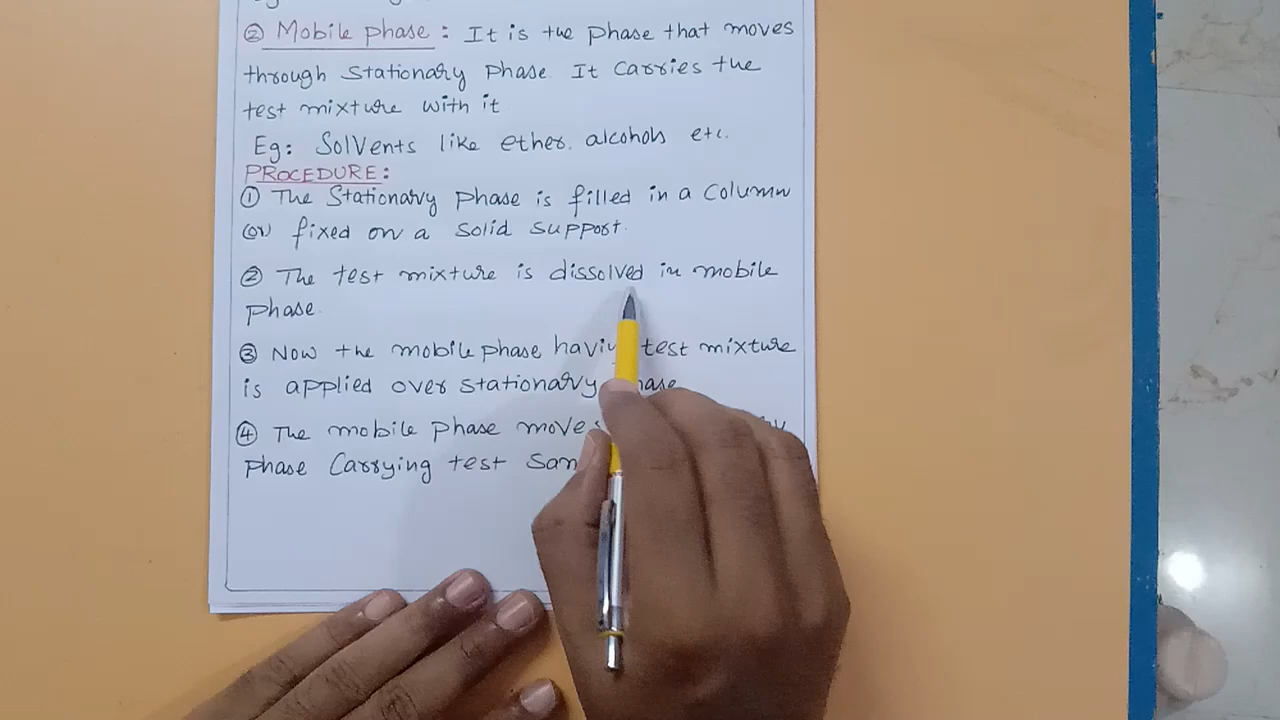 ② Mobile phase : It is the phase that moves
through stationary phase. It carries the
test mixture with it
Eg: Solvents like ether, alcohols etc.
PROCEDURE:
① The Stationary phase is filled in a column
(or) fixed on a solid support.
② The test mixture is dissolved in mobile
phase.
③ Now the mobile phase having test mixture
is applied over stationary phase
④ The mobile phase moves
phase carrying test